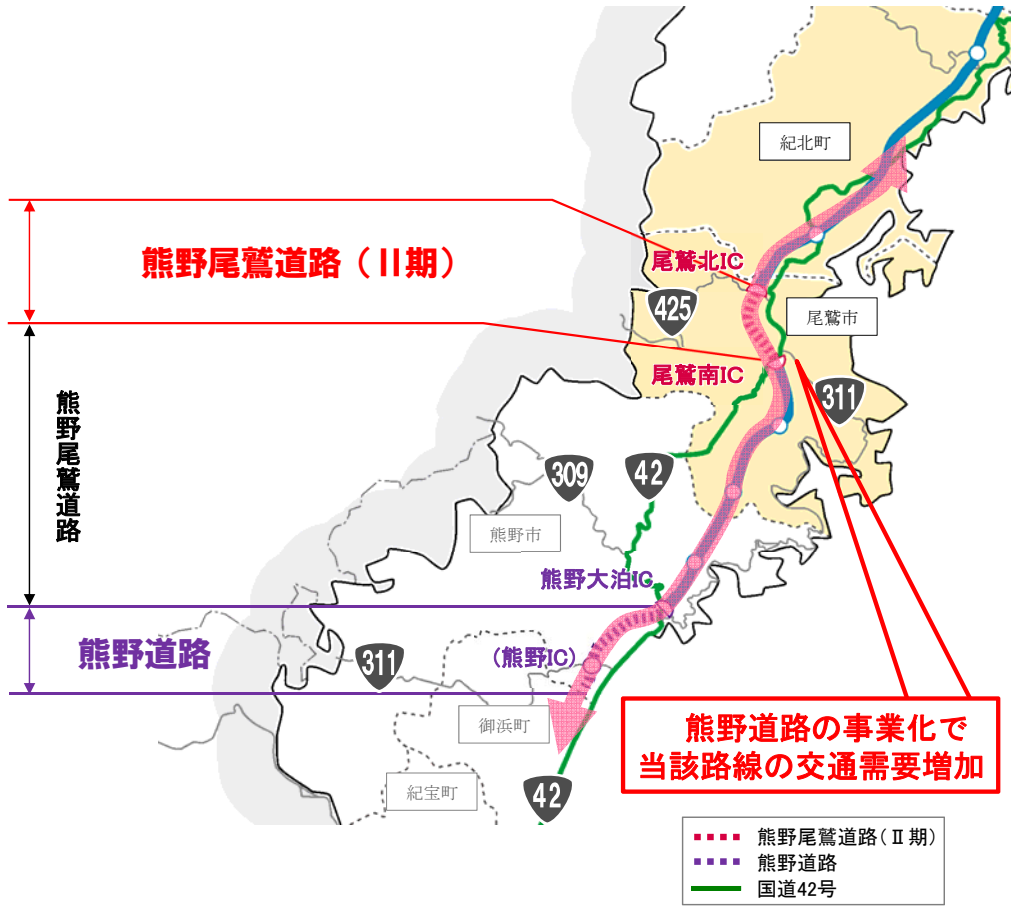 紀北町
熊野尾鷲道路（Ⅱ期）
尾鷲北IC
425
尾鷲市
尾鷲南IC
311
熊野尾鷲道路
309
42
熊野市
熊野大泊IC
熊野道路
(熊野IC)
311
御浜町
熊野道路の事業化で
当該路線の交通需要増加
紀宝町
42
熊野尾鷲道路(Ⅱ期)
熊野道路
国道42号